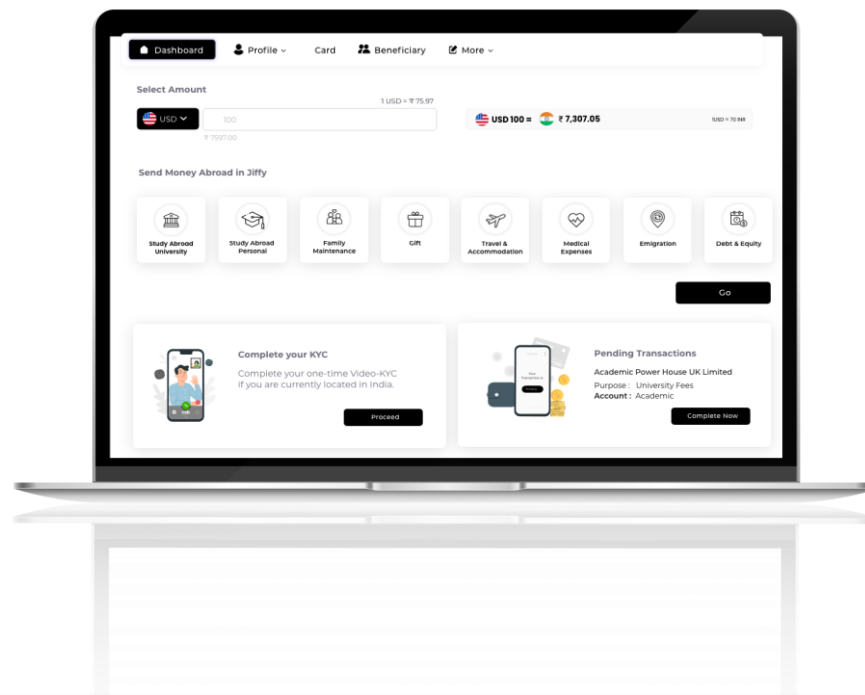 Dashboard
Profile
Card
Beneficiary
More
Select Amount
1 USD = ₹ 75.97
USD
100
USD 100 = ₹ 7,307.05
1USD = 70 INR
₹ 7597.00
Send Money Abroad in Jiffy
Study Abroad
University
Study Abroad
Personal
Family
Maintenance
Gift
Travel &
Accommodation
Medical
Expenses
Emigration
Debt & Equity
Go
Complete your KYC
Complete your one-time Video-KYC
if you are currently located in India.
Proceed
Pending Transactions
Academic Power House UK Limited
Purpose : University Fees
Account : Academic
Complete Now